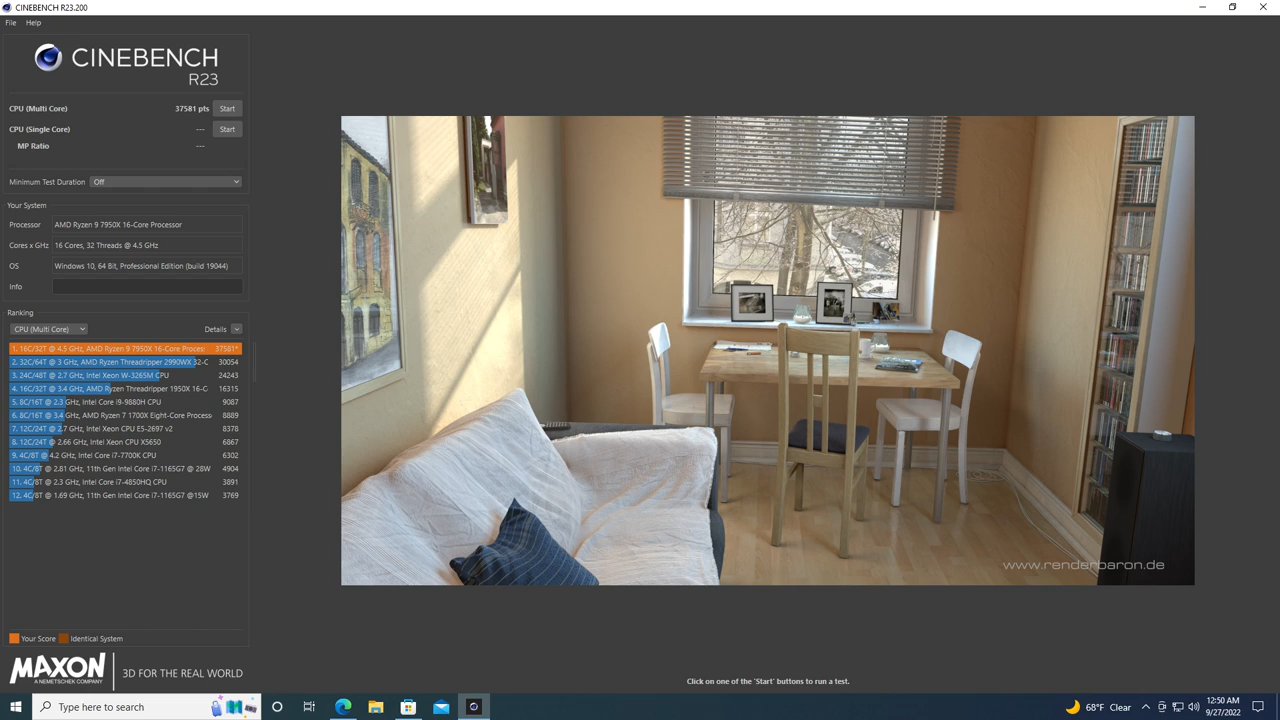 CINEBENCH R23.200
File Help
CINEBENCH
R23
CPU (Multi Core) 37581 pts Start
CPU (Single Core) --- Start
MP Ratio ---
Minimum Test Duration Off
Your System
Processor AMD Ryzen 9 7950X 16-Core Processor
Cores x GHz 16 Cores, 32 Threads @ 4.5 GHz
OS Windows 10, 64 Bit, Professional Edition (build 19044)
Info
Ranking
CPU (Multi Core) Details
1. 16C/32T @ 4.5 GHz, AMD Ryzen 9 7950X 16-Core Proces 37581*
2. 32C/64T @ 3 GHz, AMD Ryzen Threadripper 2990WX 32-C 30054
3. 24C/48T @ 2.7 GHz, Intel Xeon W-3265M CPU 24243
4. 16C/32T @ 3.4 GHz, AMD Ryzen Threadripper 1950X 16-C 16315
5. 8C/16T @ 2.3 GHz, Intel Core i9-9880H CPU 9087
6. 8C/16T @ 3.4 GHz, AMD Ryzen 7 1700X Eight-Core Process 8889
7. 12C/24T @ 2.7 GHz, Intel Xeon CPU E5-2697 v2 8378
8. 12C/24T @ 2.66 GHz, Intel Xeon CPU X5650 6867
9. 4C/8T @ 4.2 GHz, Intel Core i7-7700K CPU 6302
10. 4C/8T @ 2.81 GHz, 11th Gen Intel Core i7-1165G7 @ 28W 4904
11. 4C/8T @ 2.3 GHz, Intel Core i7-4850HQ CPU 3891
12. 4C/8T @ 1.69 GHz, 11th Gen Intel Core i7-1165G7 @15W 3769
www.renderbaron.de
Your Score Identical System
MAXON
A NEMETSCHEK COMPANY
3D FOR THE REAL WORLD
Click on one of the 'Start' buttons to run a test.
Type here to search
68°F Clear
12:50 AM
9/27/2022